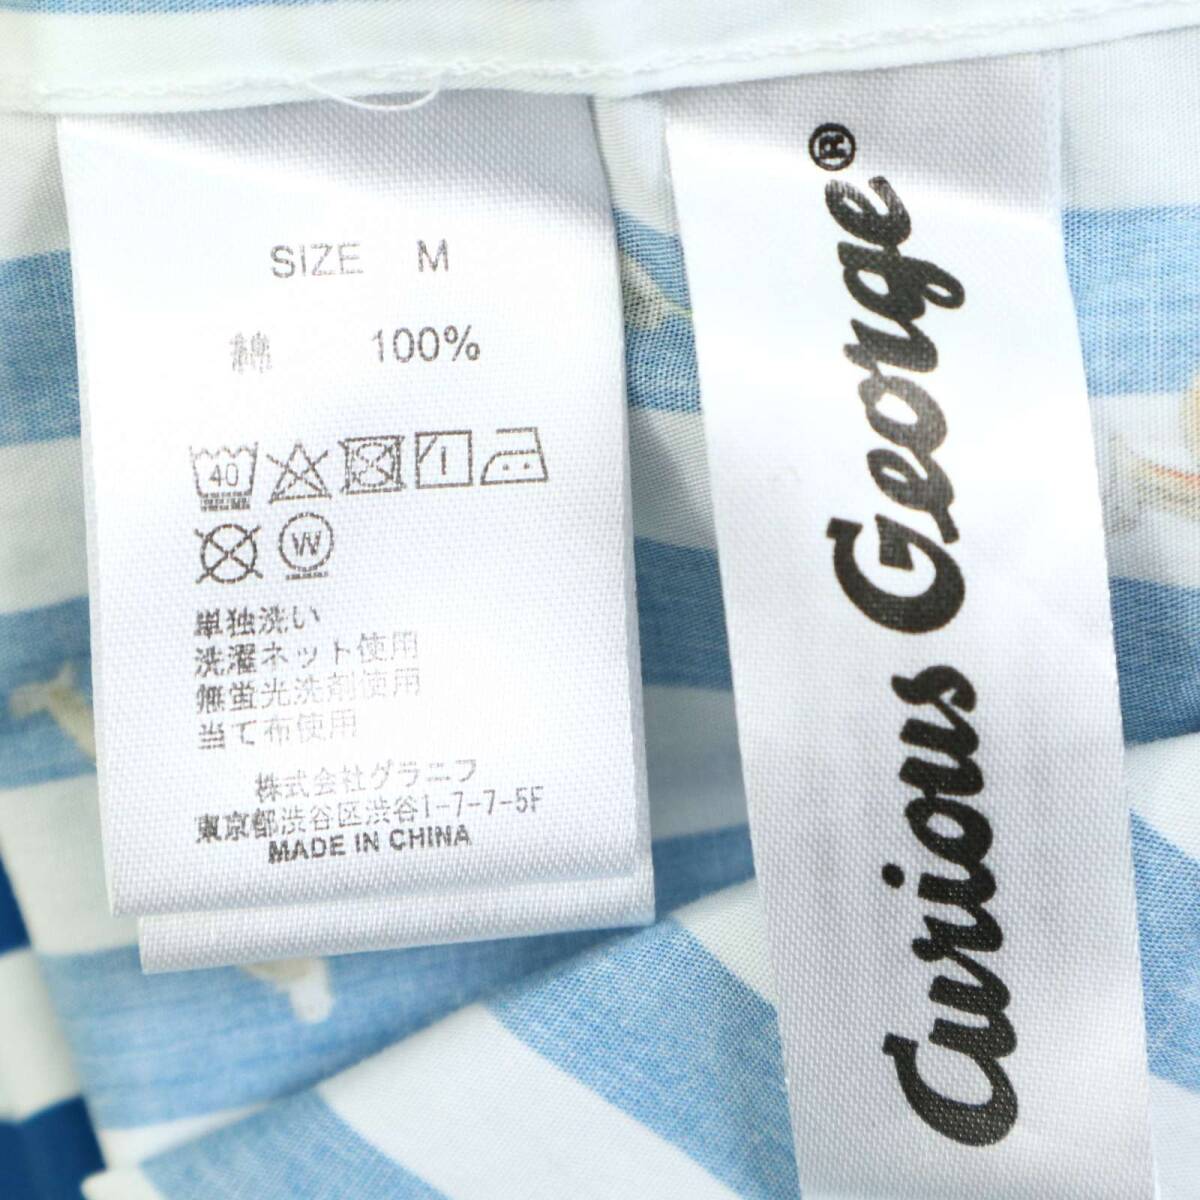 SIZE M
綿 100%
40
W
単独洗い
洗濯ネット使用
無蛍光洗剤使用
当て布使用
株式会社グラニフ
東京都渋谷区渋谷1-7-7-5F
MADE IN CHINA
Curious George®